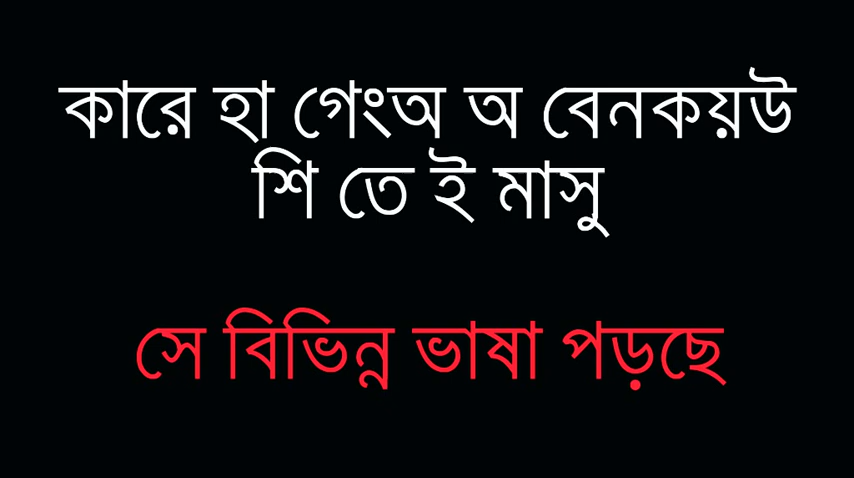 কারে হা গেংঅ অ বেনকয়উ
শি তে ই মাসু
সে বিভিন্ন ভাষা পড়ছে